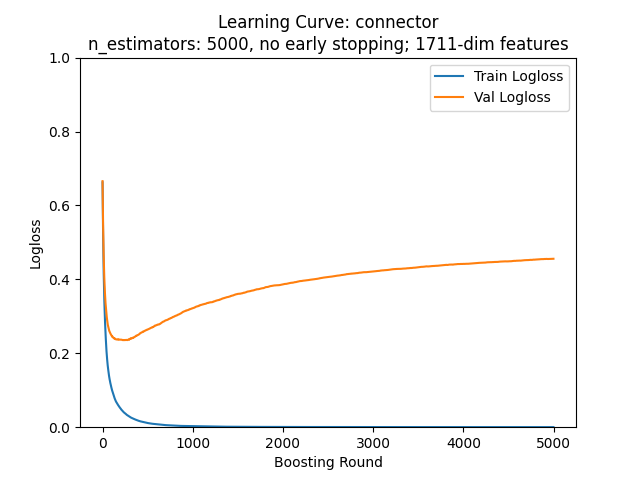 Learning Curve: connector
n_estimators: 5000, no early stopping; 1711-dim features
Train Logloss
Val Logloss
1.0
0.8
0.6
0.4
0.2
0.0
Logloss
0
1000
2000
3000
4000
5000
Boosting Round